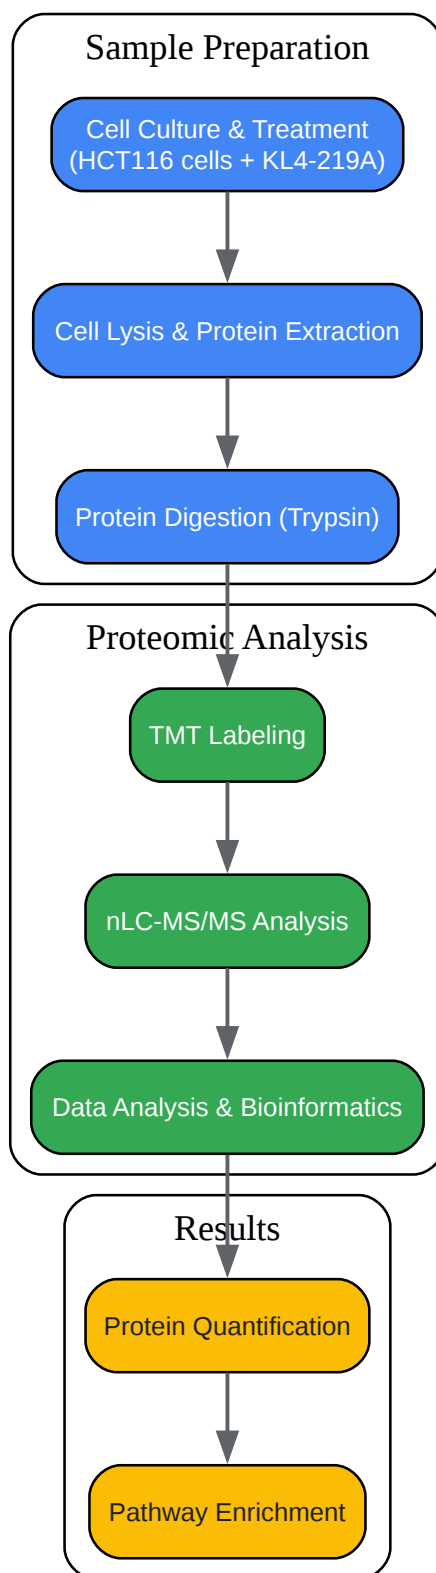 Sample Preparation
Cell Culture & Treatment
(HCT116 cells + KL4-219A)
Cell Lysis & Protein Extraction
Protein Digestion (Trypsin)
Proteomic Analysis
TMT Labeling
nLC-MS/MS Analysis
Data Analysis & Bioinformatics
Results
Protein Quantification
Pathway Enrichment